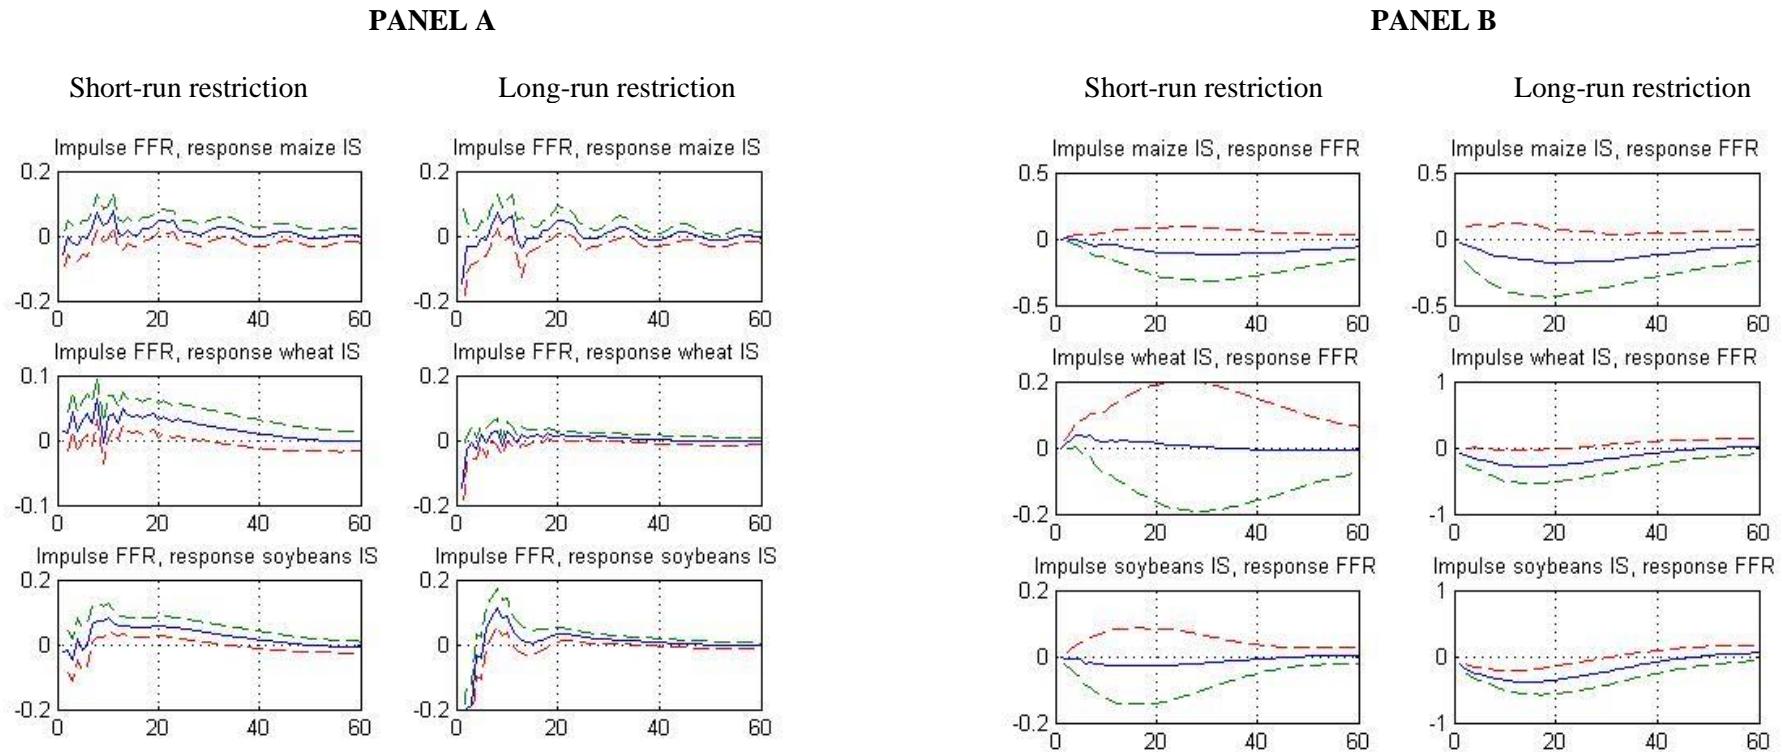 PANEL A
PANEL B
Short-run restriction
Long-run restriction
Short-run restriction
Long-run restriction
Impulse FFR, response maize IS
0.2
0
-0.2
0 20 40 60
Impulse FFR, response maize IS
0.2
0
-0.2
0 20 40 60
Impulse maize IS, response FFR
0.5
0
-0.5
0 20 40 60
Impulse maize IS, response FFR
0.5
0
-0.5
0 20 40 60
Impulse FFR, response wheat IS
0.1
0
-0.1
0 20 40 60
Impulse FFR, response wheat IS
0.2
0
-0.2
0 20 40 60
Impulse wheat IS, response FFR
0.2
0
-0.2
0 20 40 60
Impulse wheat IS, response FFR
1
0
-1
0 20 40 60
Impulse FFR, response soybeans IS
0.2
0
-0.2
0 20 40 60
Impulse FFR, response soybeans IS
0.2
0
-0.2
0 20 40 60
Impulse soybeans IS, response FFR
0.2
0
-0.2
0 20 40 60
Impulse soybeans IS, response FFR
1
0
-1
0 20 40 60